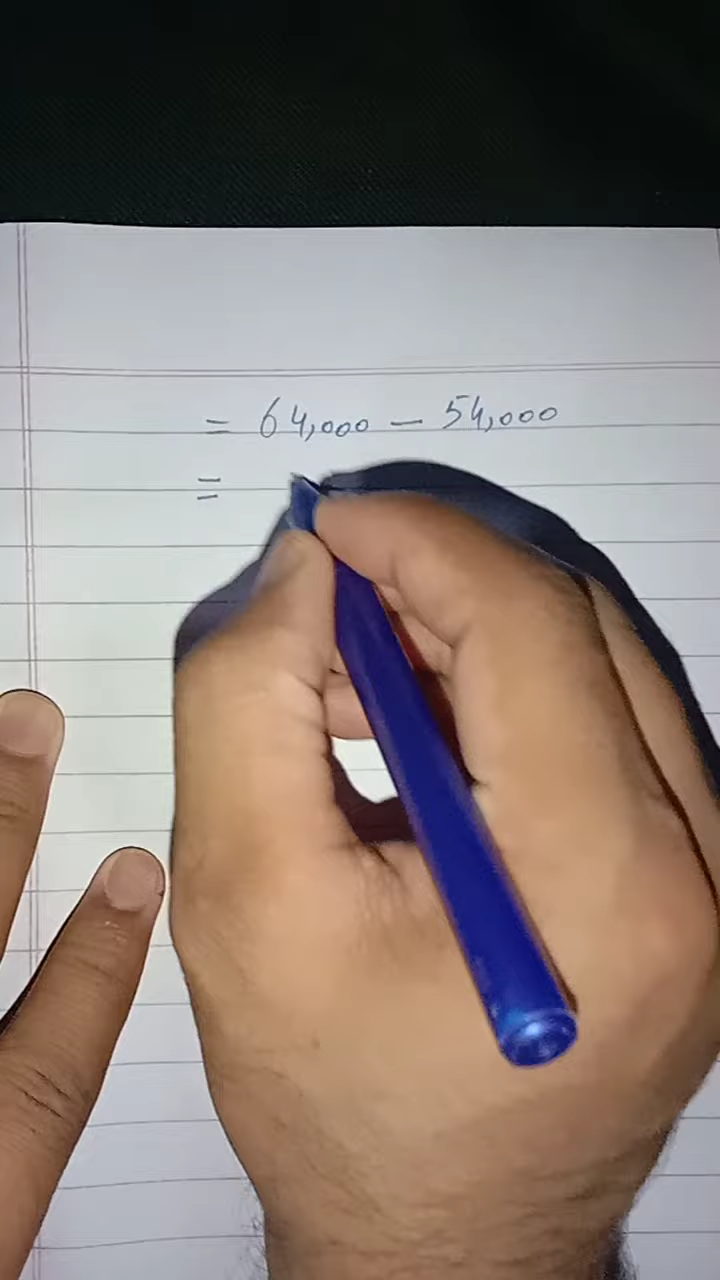 = 64,000 — 54,000
=